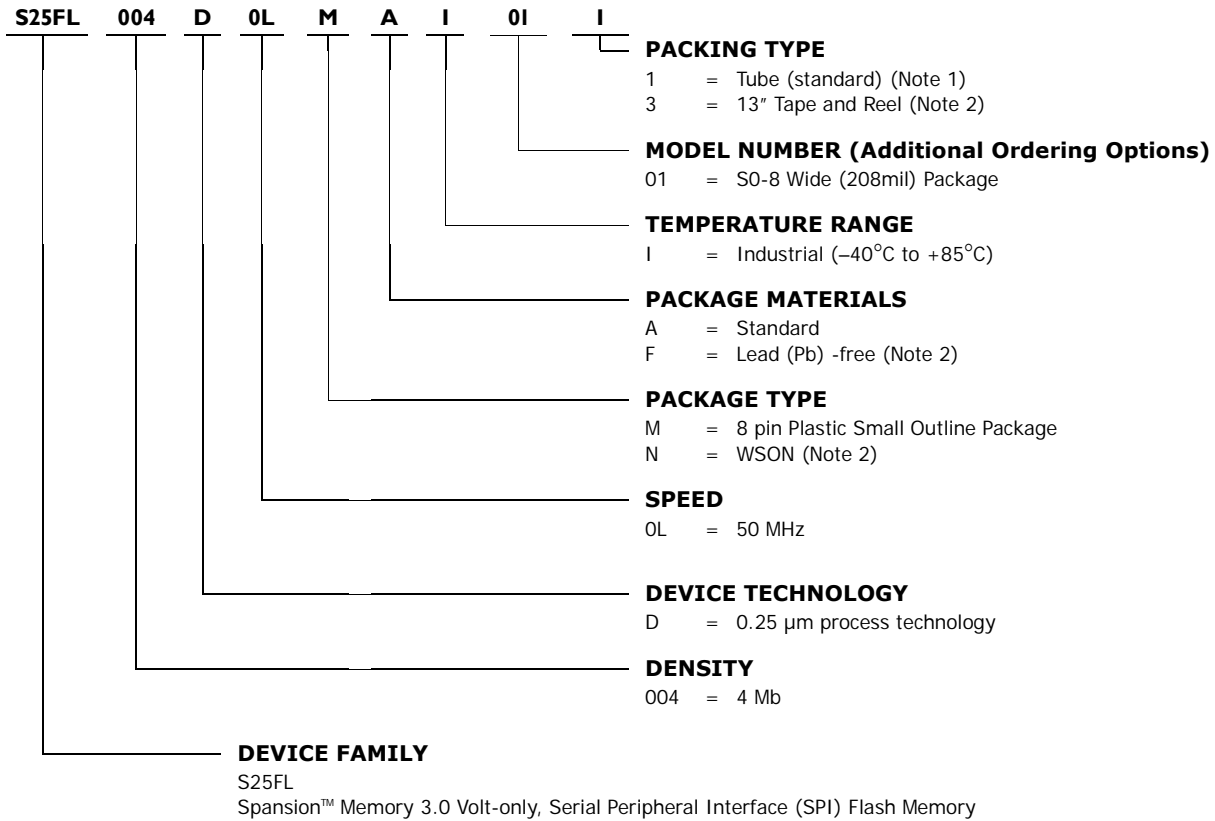 S25FL 004 D 0L M A I 01 1
PACKING TYPE
1 = Tube (standard) (Note 1)
3 = 13″ Tape and Reel (Note 2)
MODEL NUMBER (Additional Ordering Options)
01 = S0-8 Wide (208mil) Package
TEMPERATURE RANGE
I = Industrial (–40°C to +85°C)
PACKAGE MATERIALS
A = Standard
F = Lead (Pb) -free (Note 2)
PACKAGE TYPE
M = 8 pin Plastic Small Outline Package
N = WSON (Note 2)
SPEED
0L = 50 MHz
DEVICE TECHNOLOGY
D = 0.25 µm process technology
DENSITY
004 = 4 Mb
DEVICE FAMILY
S25FL
Spansion™ Memory 3.0 Volt-only, Serial Peripheral Interface (SPI) Flash Memory